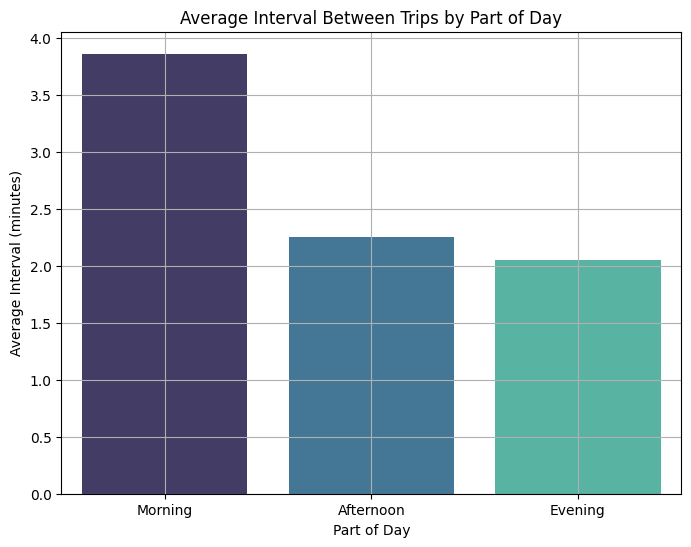 Average Interval Between Trips by Part of Day
Average Interval (minutes)
4.0
3.5
3.0
2.5
2.0
1.5
1.0
0.5
0.0
Morning
Afternoon
Evening
Part of Day